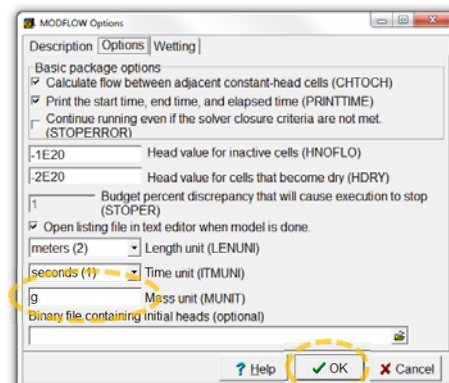 MODFLOW Options
Description Options Wetting
Basic package options
Calculate flow between adjacent constant-head cells (CHTOCH)
Print the start time, end time, and elapsed time (PRINTTIME)
Continue running even if the solver closure criteria are not met.
(STOPERROR)
-1E20 Head value for inactive cells (HNOFLO)
-2E20 Head value for cells that become dry (HDRY)
1 Budget percent discrepancy that will cause execution to stop
(STOPER)
Open listing file in text editor when model is done.
meters (2) Length unit (LENUNI)
seconds (1) Time unit (ITMUNI)
g Mass unit (MUNIT)
Binary file containing initial heads (optional)
? Help OK Cancel